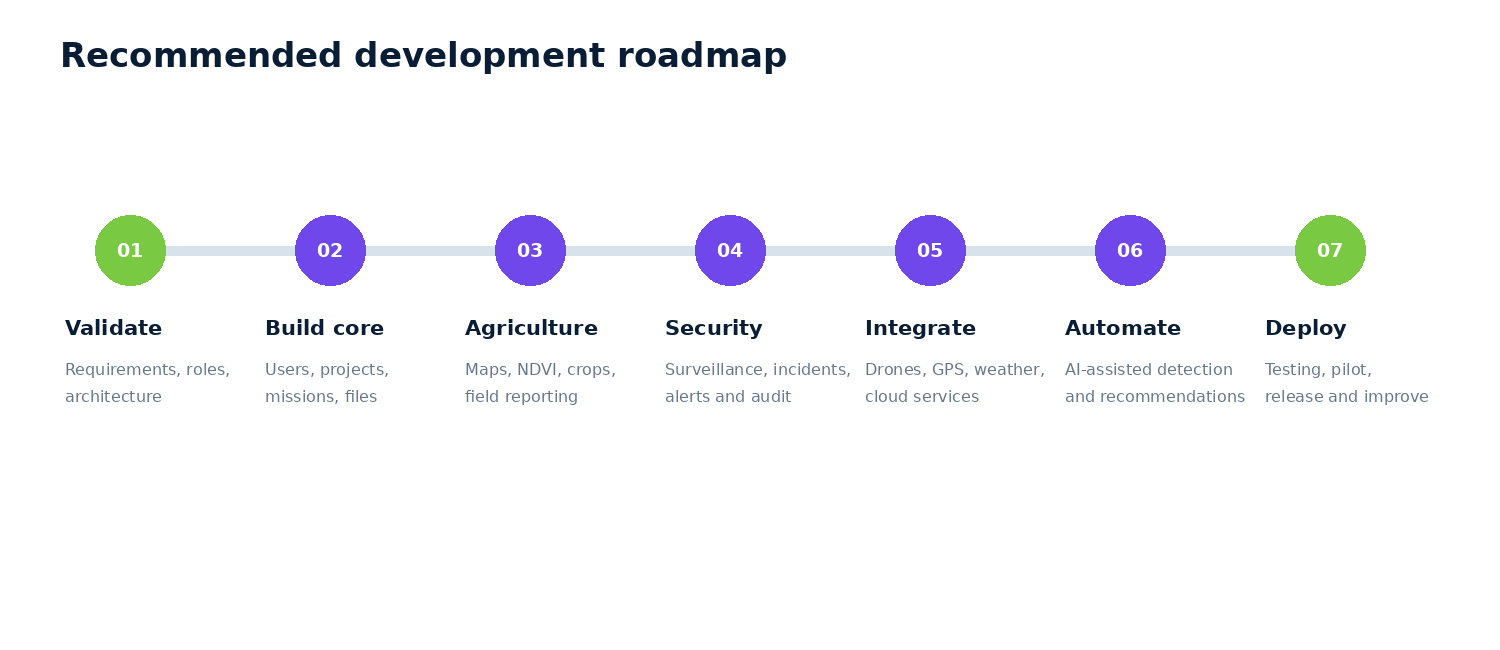 Recommended development roadmap
01 02 03 04 05 06 07
Validate Build core Agriculture Security Integrate Automate Deploy
Requirements, roles, Users, projects, Maps, NDVI, crops, Surveillance, incidents, Drones, GPS, weather, AI-assisted detection Testing, pilot,
architecture missions, files field reporting alerts and audit cloud services and recommendations release and improve